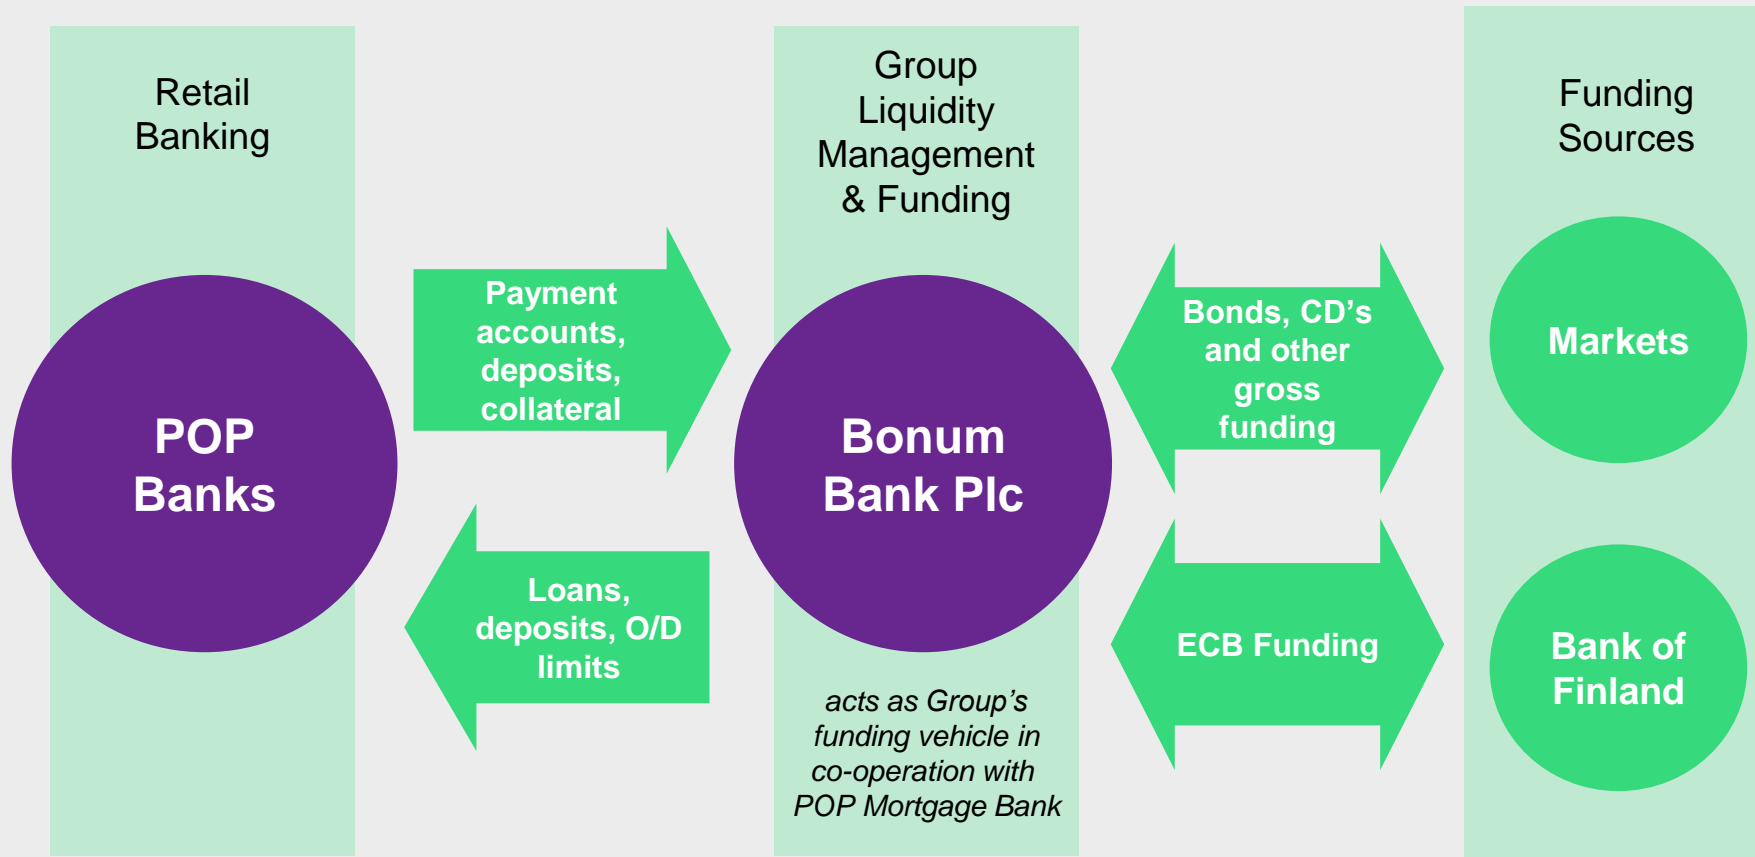 Retail
Banking
POP
Banks
Payment
accounts,
deposits,
collateral
Loans,
deposits, O/D
limits
Group
Liquidity
Management
& Funding
Bonum
Bank Plc
acts as Group’s
funding vehicle in
co-operation with
POP Mortgage Bank
Bonds, CD’s
and other
gross
funding
ECB Funding
Funding
Sources
Markets
Bank of
Finland